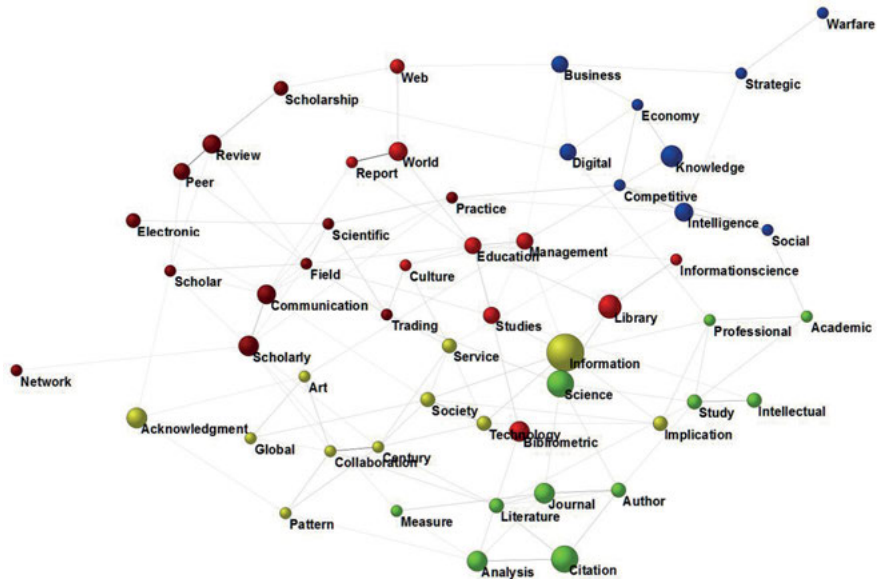 Warfare
Web
Business
Strategic
Scholarship
Economy
Review
World
Digital
Knowledge
Report
Peer
Competitive
Practice
Intelligence
Electronic
Scientific
Social
Education
Management
Scholar
Field
Culture
Informationscience
Communication
Trading
Studies
Library
Professional
Academic
Scholarly
Service
Information
Network
Art
Science
Society
Study
Intellectual
Acknowledgment
Global
Technology
Bibliometric
Implication
Collaboration
Century
Pattern
Measure
Literature
Journal
Author
Analysis
Citation